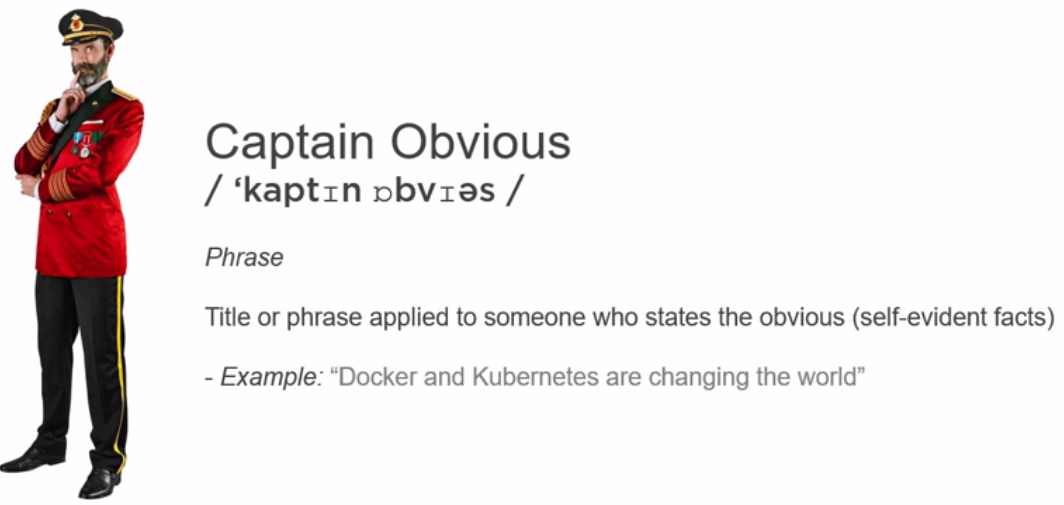 Captain Obvious
/ ‘kaptɪn ɒbvɪəs /
Phrase
Title or phrase applied to someone who states the obvious (self-evident facts)
- Example: “Docker and Kubernetes are changing the world”